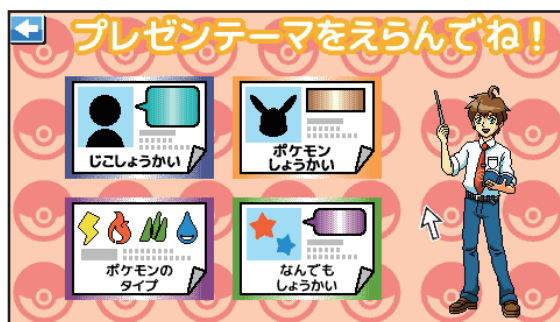 プレゼンテーマをえらんでね！
じこしょうかい
ポケモン
しょうかい
ポケモンの
タイプ
なんでも
しょうかい